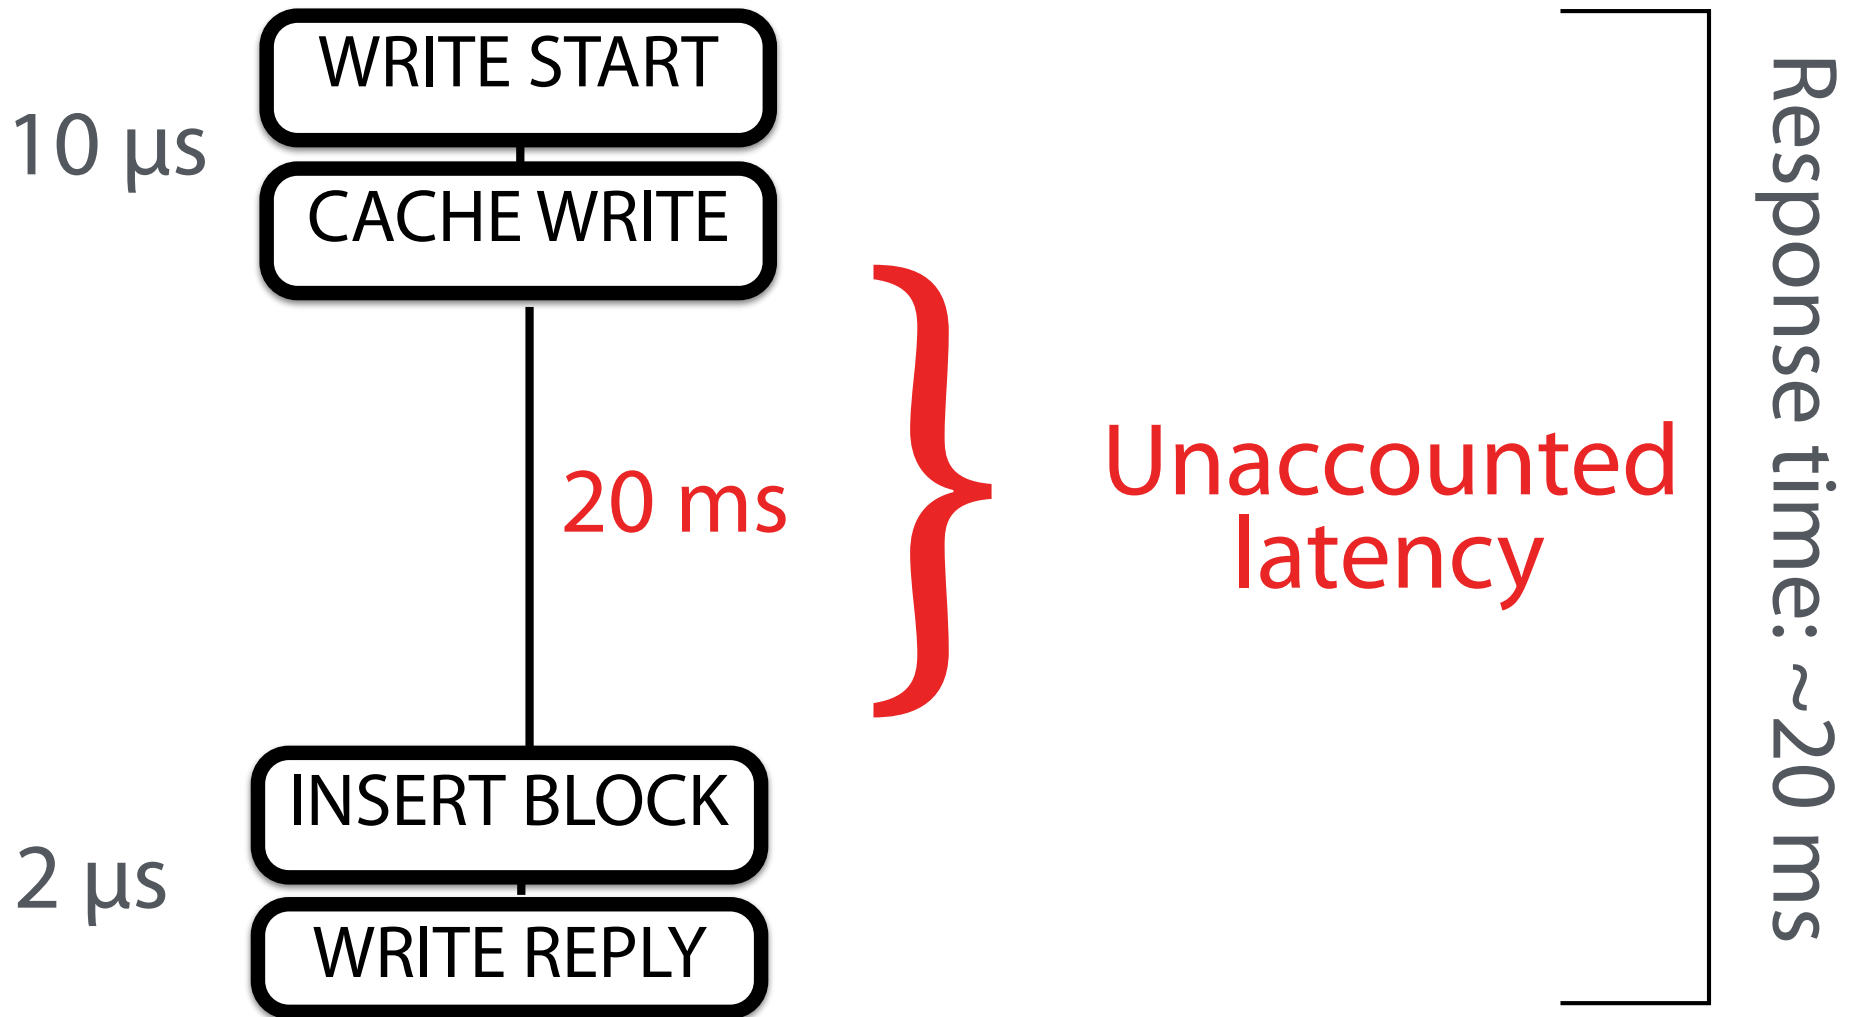 WRITE START
10 µs
CACHE WRITE
20 ms
Unaccounted
latency
INSERT BLOCK
2 µs
WRITE REPLY
Response time: ~20 ms